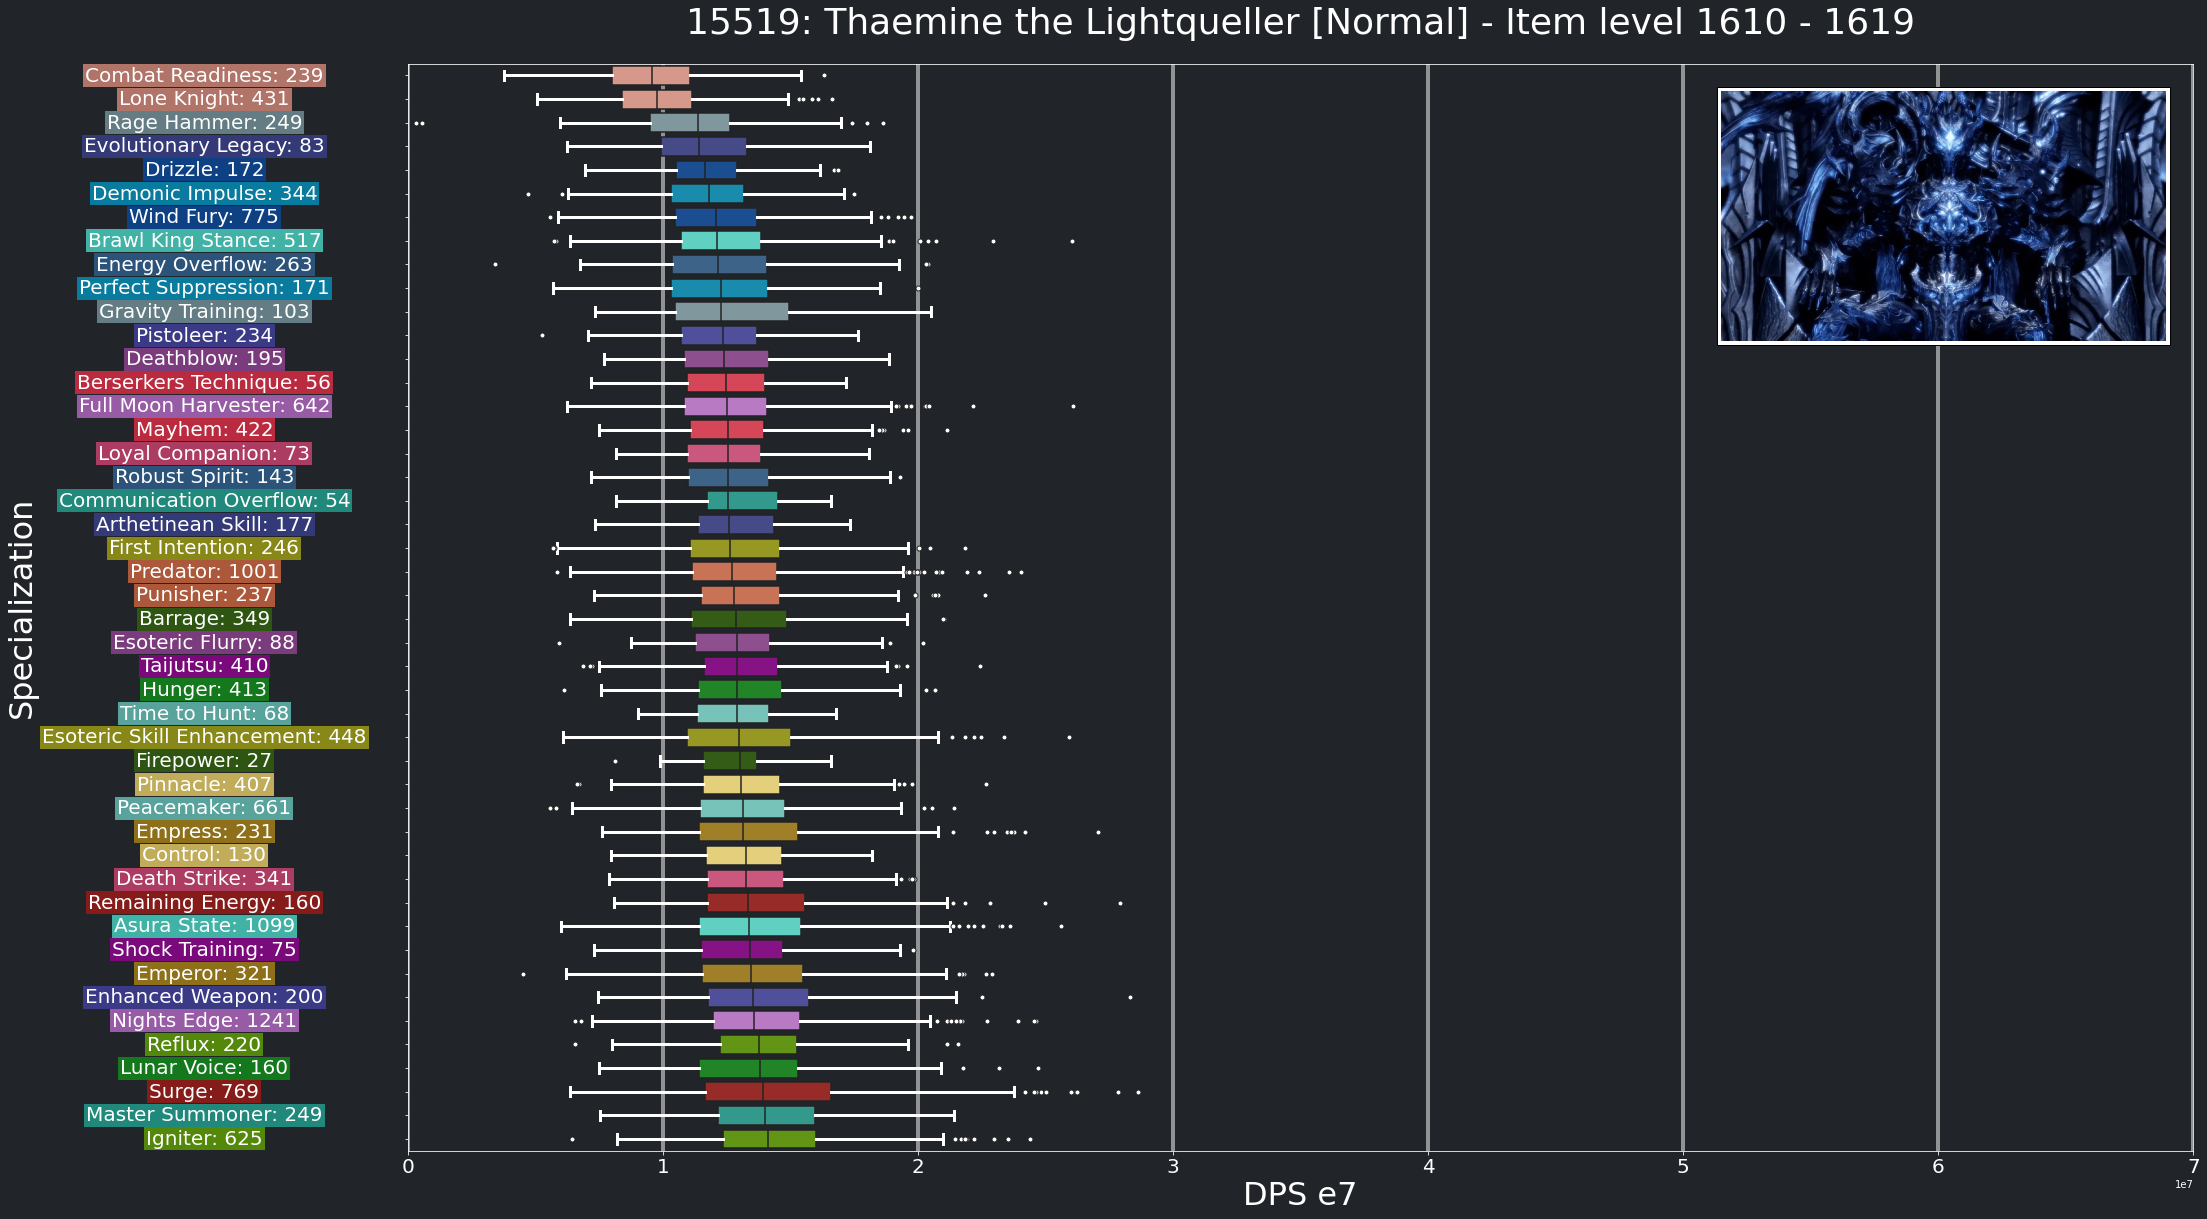 15519: Thaemine the Lightqueller [Normal] - Item level 1610 - 1619
Combat Readiness: 239
Lone Knight: 431
Rage Hammer: 249
Evolutionary Legacy: 83
Drizzle: 172
Demonic Impulse: 344
Wind Fury: 775
Brawl King Stance: 517
Energy Overflow: 263
Perfect Suppression: 171
Gravity Training: 103
Pistoleer: 234
Deathblow: 195
Berserkers Technique: 56
Full Moon Harvester: 642
Mayhem: 422
Loyal Companion: 73
Robust Spirit: 143
Communication Overflow: 54
Arthetinean Skill: 177
First Intention: 246
Predator: 1001
Punisher: 237
Barrage: 349
Esoteric Flurry: 88
Taijutsu: 410
Hunger: 413
Time to Hunt: 68
Esoteric Skill Enhancement: 448
Firepower: 27
Pinnacle: 407
Peacemaker: 661
Empress: 231
Control: 130
Death Strike: 341
Remaining Energy: 160
Asura State: 1099
Shock Training: 75
Emperor: 321
Enhanced Weapon: 200
Nights Edge: 1241
Reflux: 220
Lunar Voice: 160
Surge: 769
Master Summoner: 249
Igniter: 625
Specialization
0 1 2 3 4 5 6 7
1e7
DPS e7